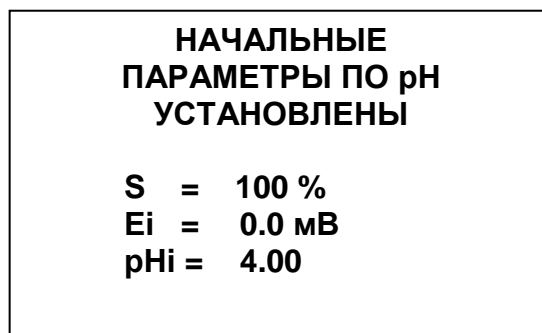 НАЧАЛЬНЫЕ
ПАРАМЕТРЫ ПО pH
УСТАНОВЛЕНЫ
S = 100 %
Ei = 0.0 мВ
pHi = 4.00